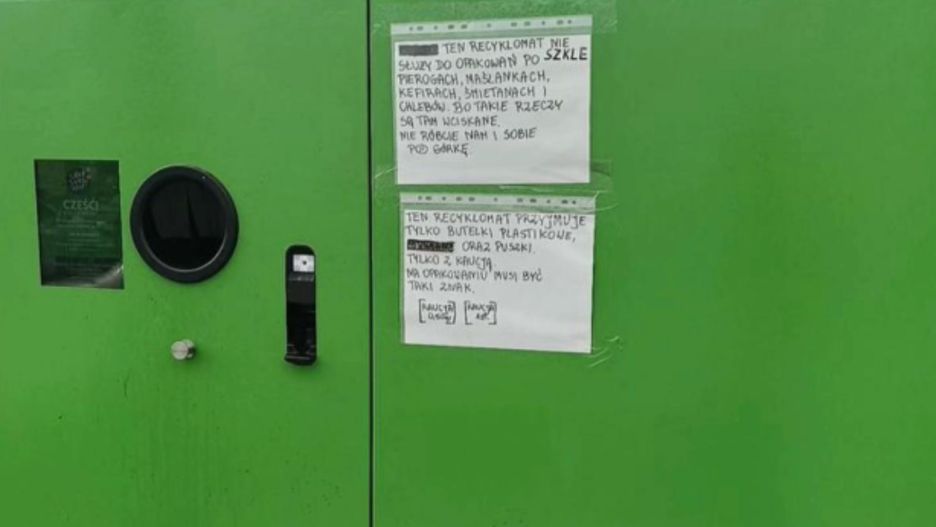 CZEŚĆ!
TEN RECYKLOMAT NIE
SŁUŻY DO OPAKOWAŃ PO SZKLE
PIEROGACH, MAŚLANKACH,
KEFIRACH, ŚMIETANACH I
CHLEBÓW. BO TAKIE RZECZY
SĄ TAM WCISKANE.
NIE RÓBCIE NAM I SOBIE
POD GÓRKĘ.
TEN RECYKLOMAT PRZYJMUJE
TYLKO BUTELKI PLASTIKOWE,
ORAZ PUSZKI.
TYLKO Z KAUCJĄ.
NA OPAKOWANIU MUSI BYĆ
TAKI ZNAK.
KAUCJA KAUCJA